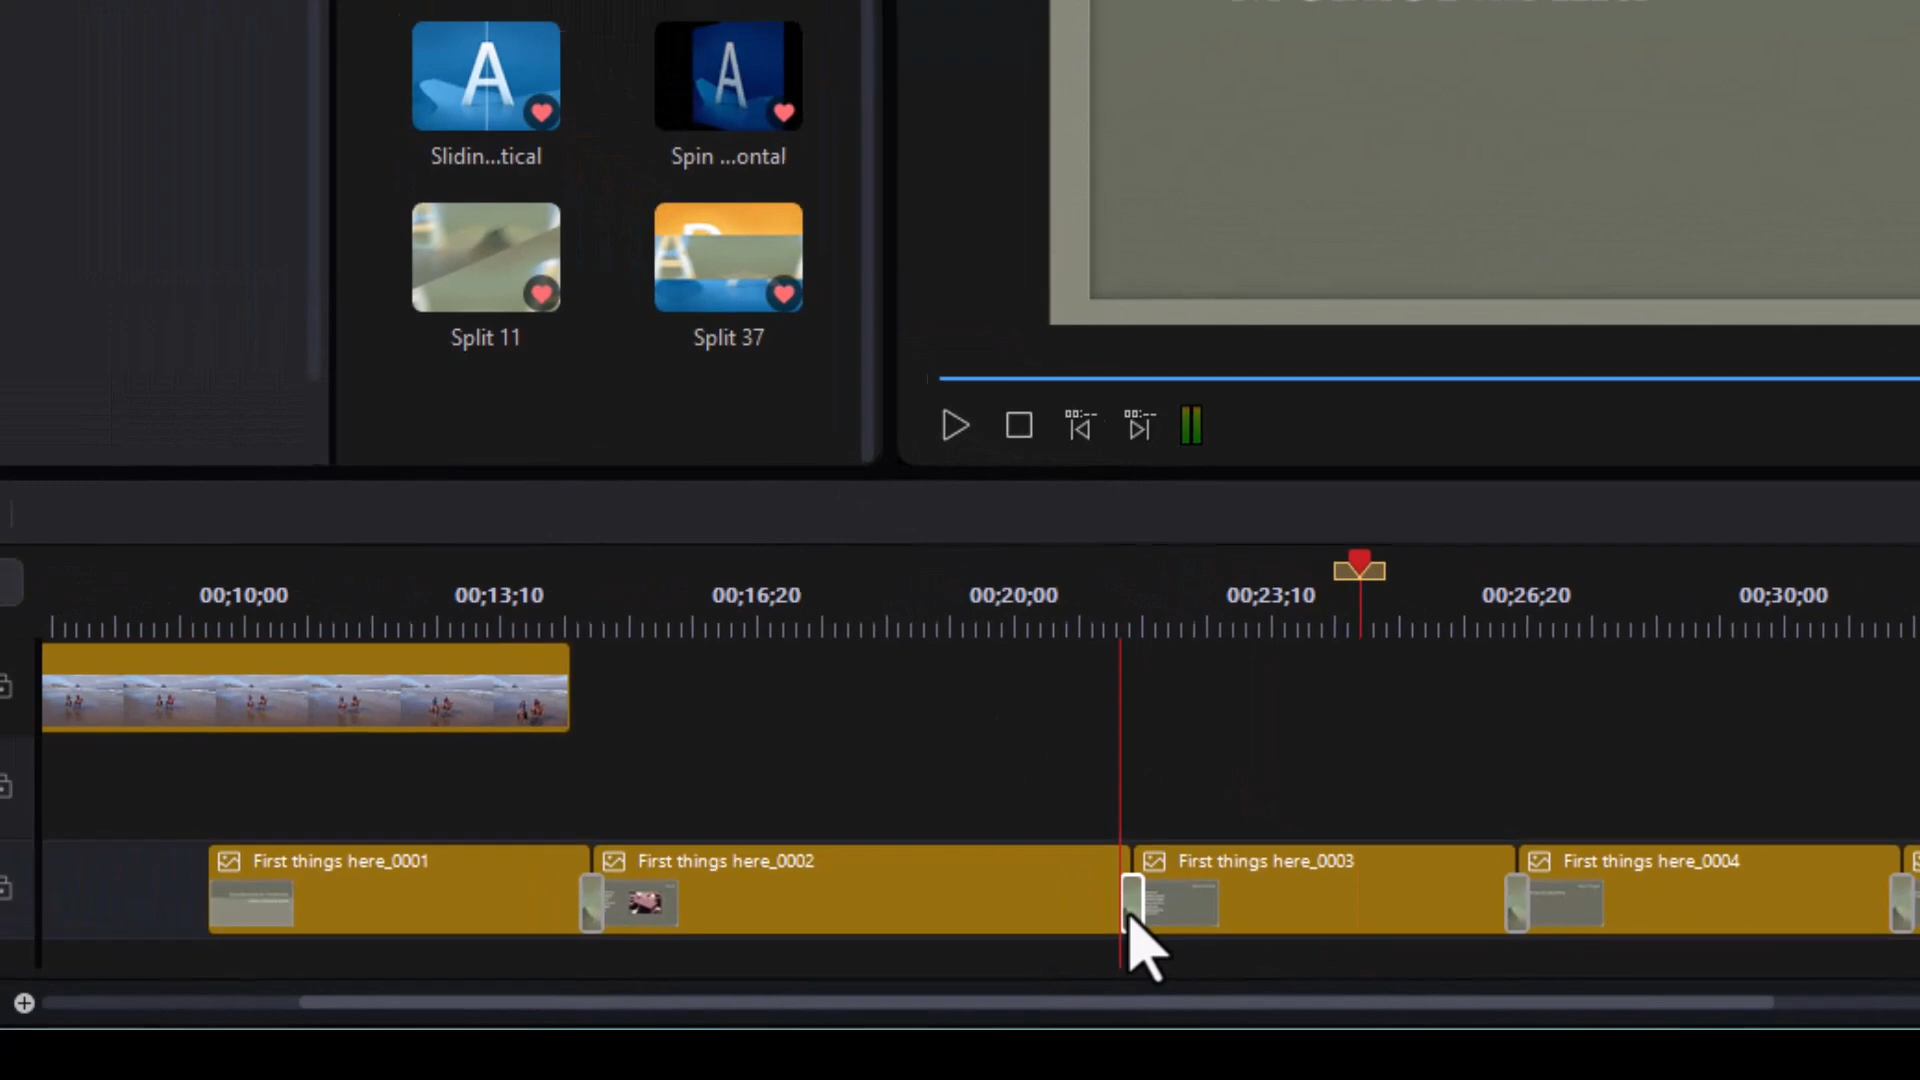 Slidin...tical
Spin ...ontal
Split 11
Split 37
00;10;00
00;13;10
00;16;20
00;20;00
00;23;10
00;26;20
00;30;00
First things here_0001
First things here_0002
First things here_0003
First things here_0004